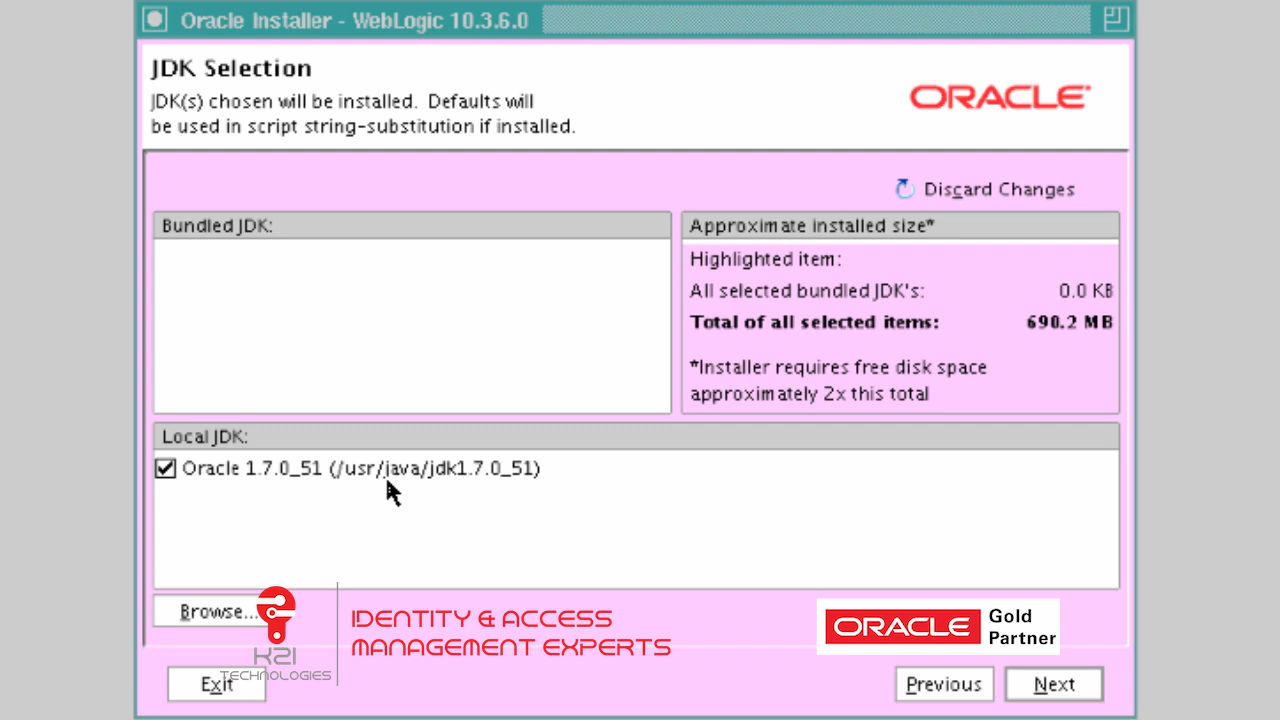 Oracle Installer - WebLogic 10.3.6.0
JDK Selection
JDK(s) chosen will be installed. Defaults will
be used in script string-substitution if installed.
ORACLE
Discard Changes
Bundled JDK:
Approximate installed size*
Highlighted item:
All selected bundled JDK's: 0.0 KB
Total of all selected items: 690.2 MB
*Installer requires free disk space
approximately 2x this total
Local JDK:
Oracle 1.7.0_51 (/usr/java/jdk1.7.0_51)
Browse...
K21
TECHNOLOGIES
IDENTITY & ACCESS
MANAGEMENT EXPERTS
ORACLE
Gold
Partner
Exit
Previous
Next